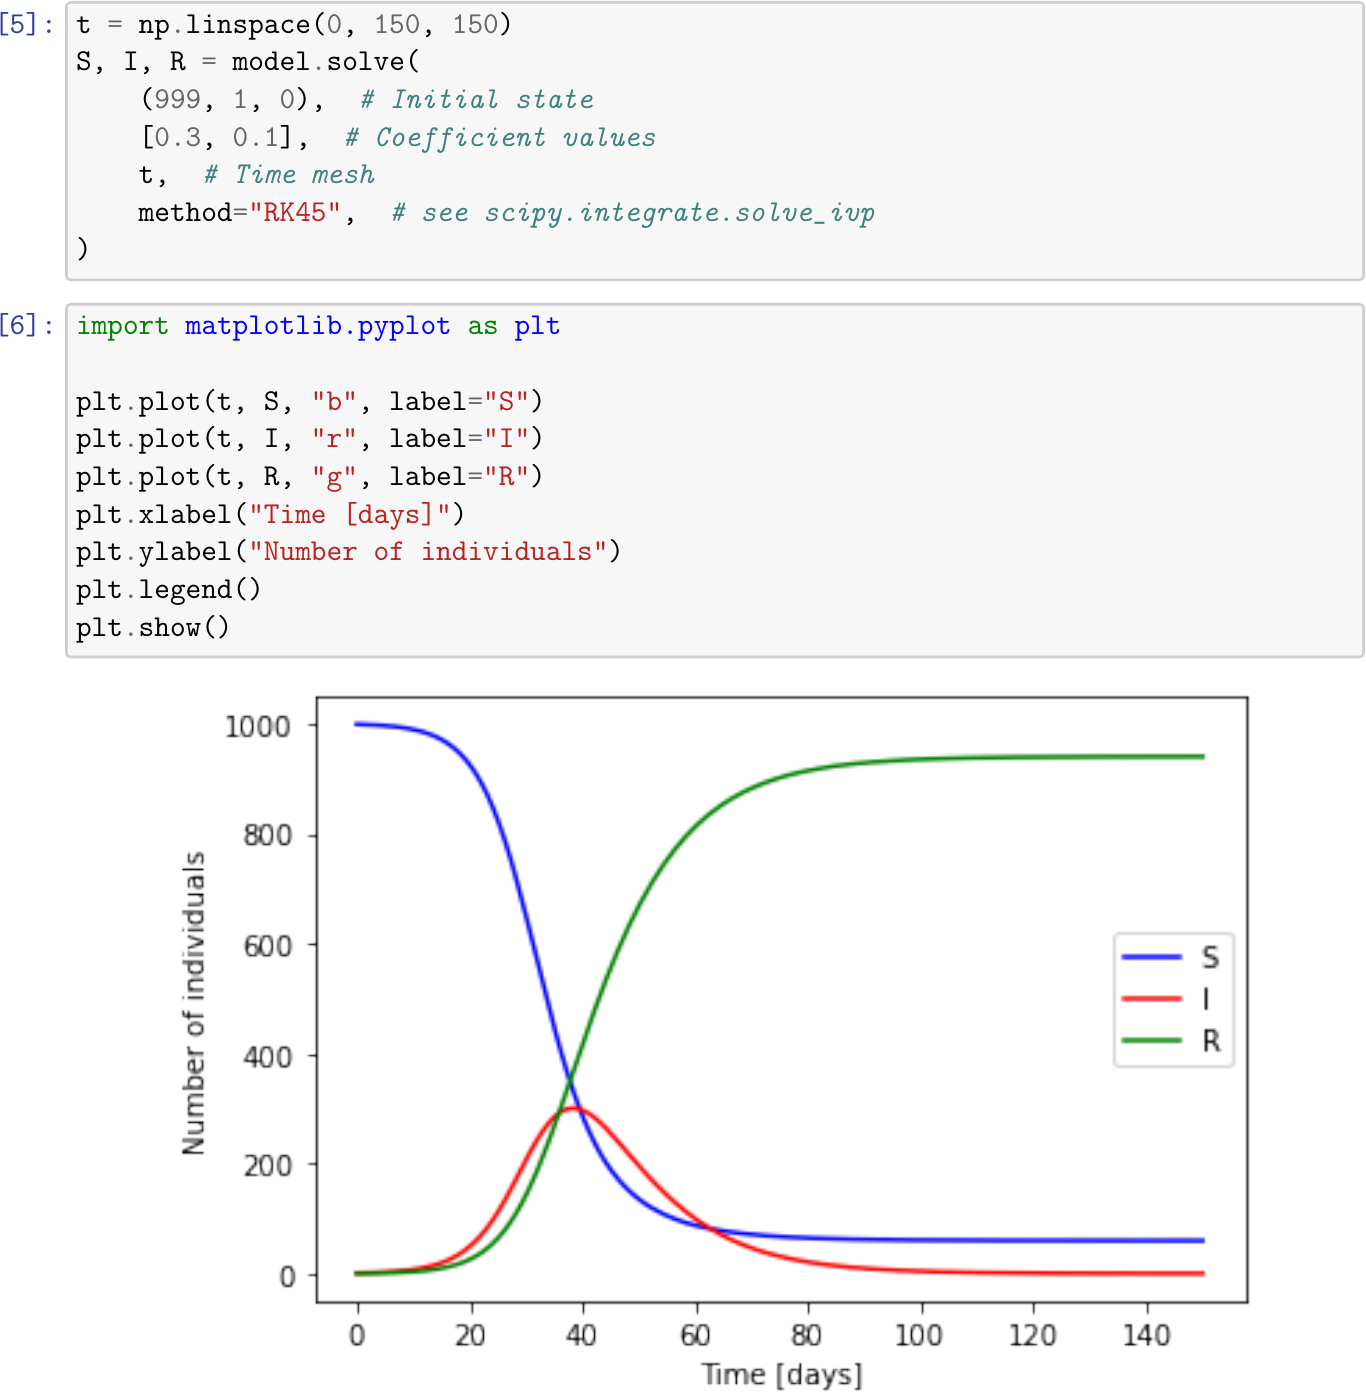 [5]: t = np.linspace(0, 150, 150)
S, I, R = model.solve(
    (999, 1, 0),  # Initial state
    [0.3, 0.1],  # Coefficient values
    t,  # Time mesh
    method="RK45",  # see scipy.integrate.solve_ivp
)
[6]: import matplotlib.pyplot as plt
plt.plot(t, S, "b", label="S")
plt.plot(t, I, "r", label="I")
plt.plot(t, R, "g", label="R")
plt.xlabel("Time [days]")
plt.ylabel("Number of individuals")
plt.legend()
plt.show()
Number of individuals
1000
800
600
400
200
0
S
I
R
0 20 40 60 80 100 120 140
Time [days]